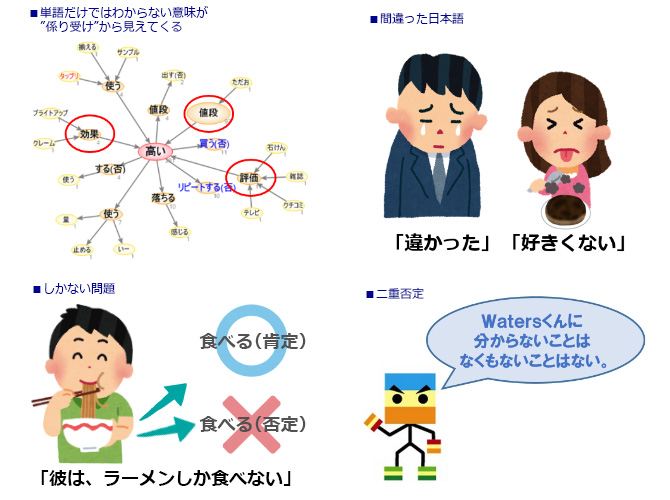 ■単語だけではわからない意味が
"係り受け"から見えてくる
揃える
サンプル
タップリ
使う
出す(否)
ただお
値段
値段
ブライトアップ
効果
クレーム
高い
買う(否)
石けん
する(否)
使う
評価
雑誌
リピートする(否)
クチコミ
テレビ
落ちる
使う
量
感じる
止める
いー
■間違った日本語
「違かった」「好きくない」
■しかない問題
食べる(肯定)
食べる(否定)
「彼は、ラーメンしか食べない」
■二重否定
Watersくんに
分からないことは
なくもないことはない。